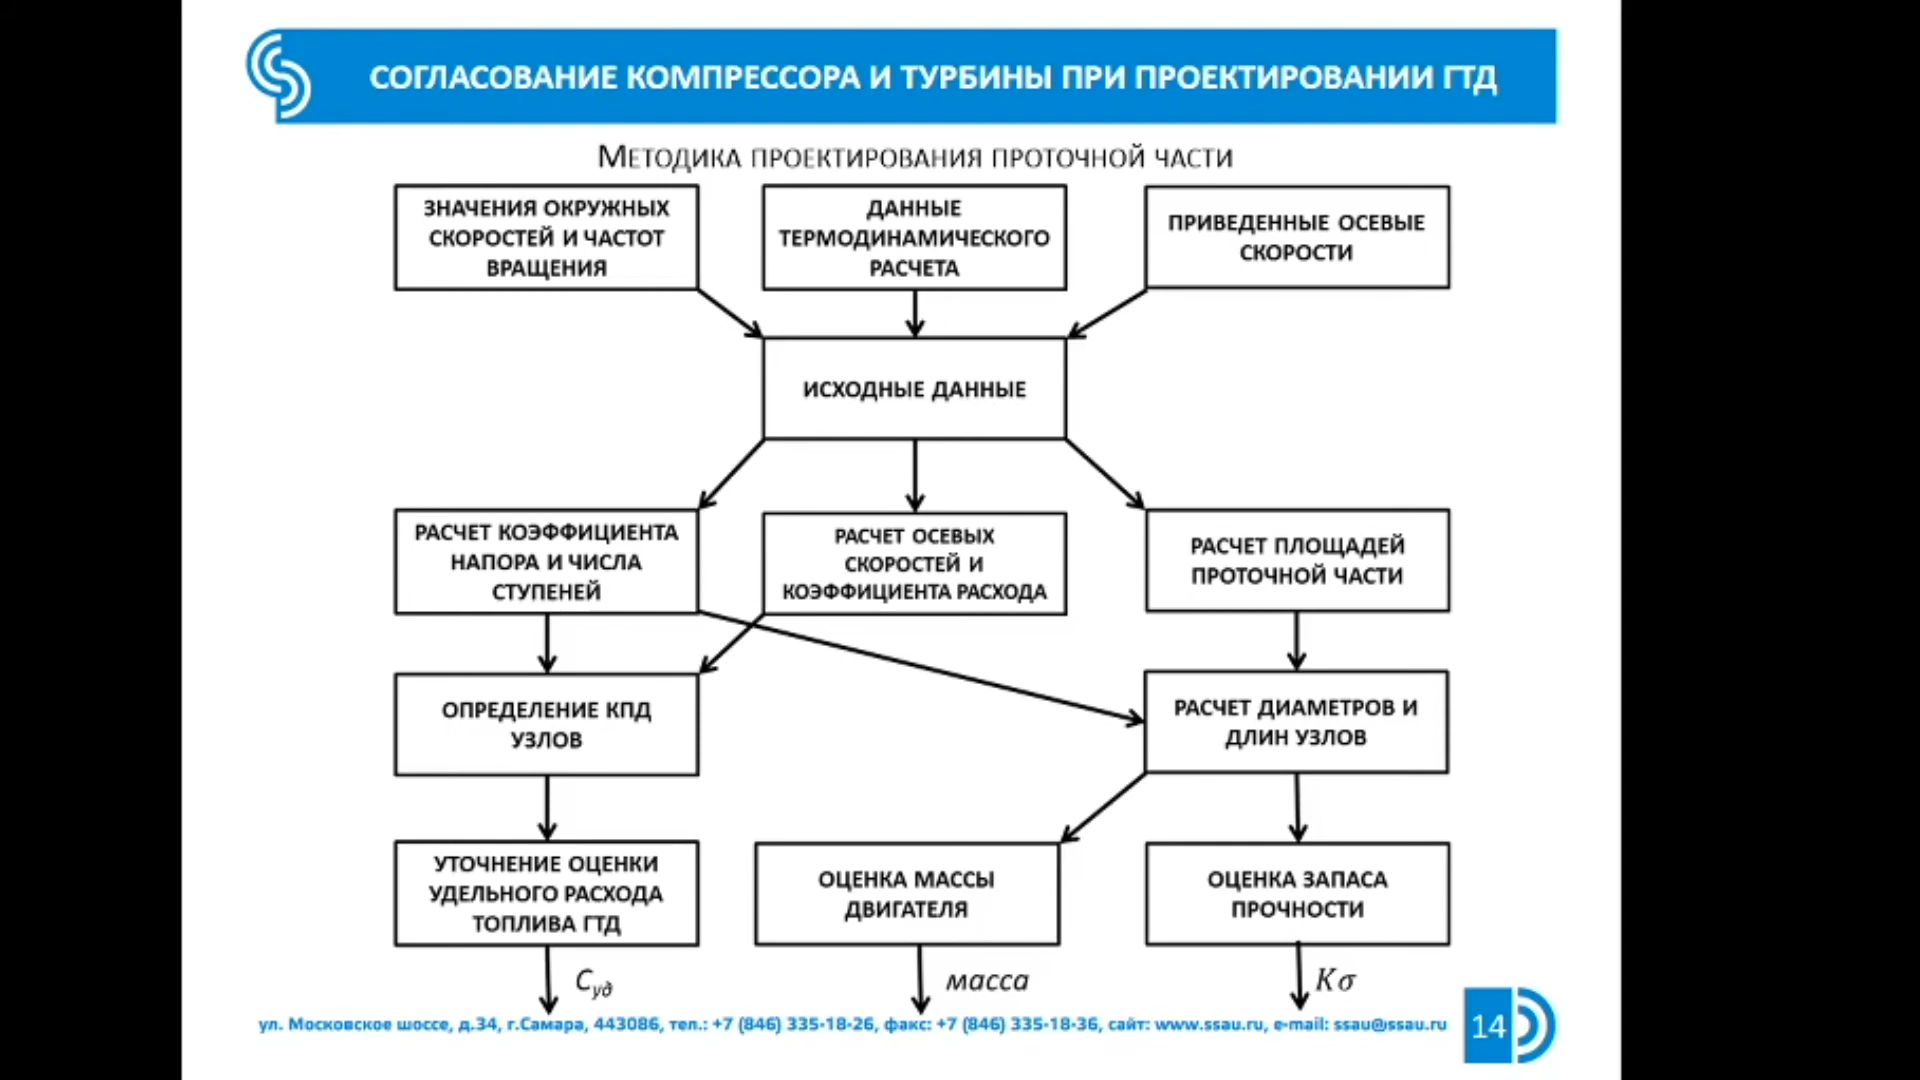 СОГЛАСОВАНИЕ КОМПРЕССОРА И ТУРБИНЫ ПРИ ПРОЕКТИРОВАНИИ ГТД
МЕТОДИКА ПРОЕКТИРОВАНИЯ ПРОТОЧНОЙ ЧАСТИ
ЗНАЧЕНИЯ ОКРУЖНЫХ
СКОРОСТЕЙ И ЧАСТОТ
ВРАЩЕНИЯ
ДАННЫЕ
ТЕРМОДИНАМИЧЕСКОГО
РАСЧЕТА
ПРИВЕДЕННЫЕ ОСЕВЫЕ
СКОРОСТИ
ИСХОДНЫЕ ДАННЫЕ
РАСЧЕТ КОЭФФИЦИЕНТА
НАПОРА И ЧИСЛА
СТУПЕНЕЙ
РАСЧЕТ ОСЕВЫХ
СКОРОСТЕЙ И
КОЭФФИЦИЕНТА РАСХОДА
РАСЧЕТ ПЛОЩАДЕЙ
ПРОТОЧНОЙ ЧАСТИ
ОПРЕДЕЛЕНИЕ КПД
УЗЛОВ
РАСЧЕТ ДИАМЕТРОВ И
ДЛИН УЗЛОВ
УТОЧНЕНИЕ ОЦЕНКИ
УДЕЛЬНОГО РАСХОДА
ТОПЛИВА ГТД
ОЦЕНКА МАССЫ
ДВИГАТЕЛЯ
ОЦЕНКА ЗАПАСА
ПРОЧНОСТИ
Cуд
масса
Kσ
ул. Московское шоссе, д.34, г.Самара, 443086, тел.: +7 (846) 335-18-26, факс: +7 (846) 335-18-36, сайт: www.ssau.ru, e-mail: ssau@ssau.ru
14